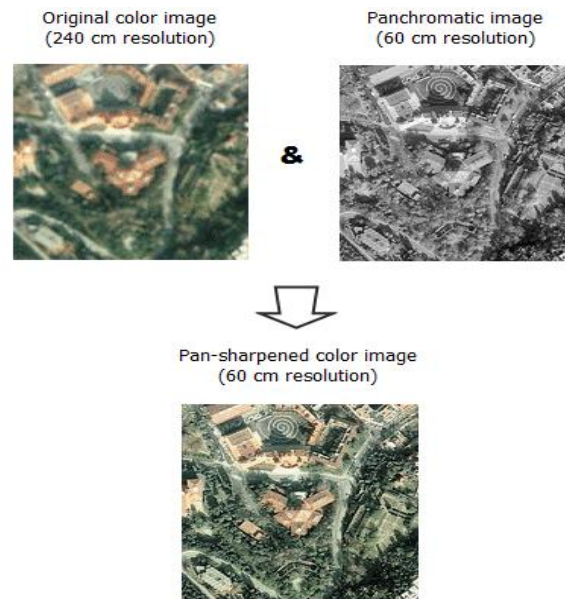 Original color image
(240 cm resolution)
Panchromatic image
(60 cm resolution)
&
Pan-sharpened color image
(60 cm resolution)